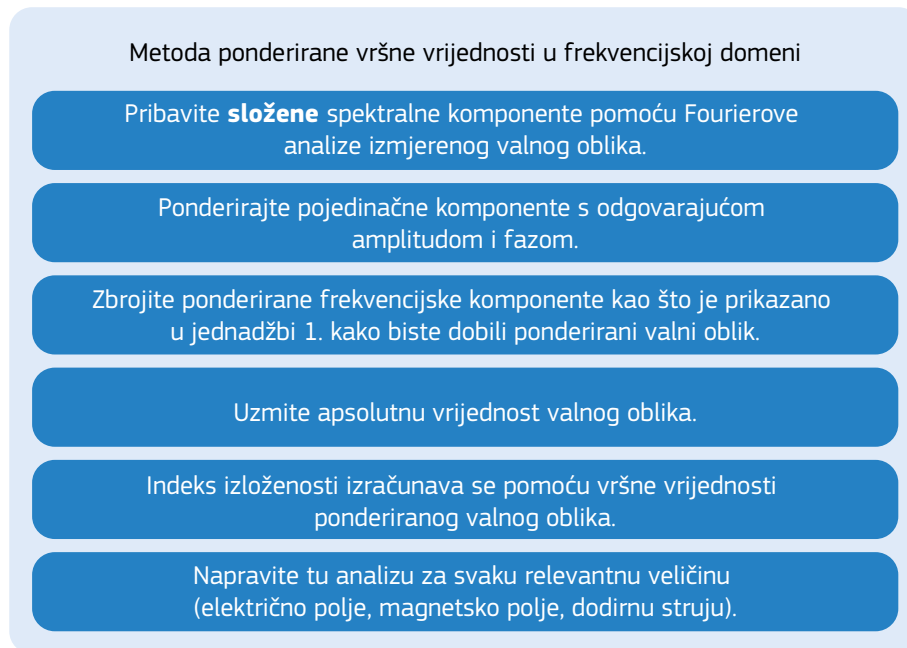 Metoda ponderirane vršne vrijednosti u frekvencijskoj domeni
Pribavite složene spektralne komponente pomoću Fourierove
analize izmjerenog valnog oblika.
Ponderirajte pojedinačne komponente s odgovarajućom
amplitudom i fazom.
Zbrojite ponderirane frekvencijske komponente kao što je prikazano
u jednadžbi 1. kako biste dobili ponderirani valni oblik.
Uzmite apsolutnu vrijednost valnog oblika.
Indeks izloženosti izračunava se pomoću vršne vrijednosti
ponderiranog valnog oblika.
Napravite tu analizu za svaku relevantnu veličinu
(električno polje, magnetsko polje, dodirnu struju).